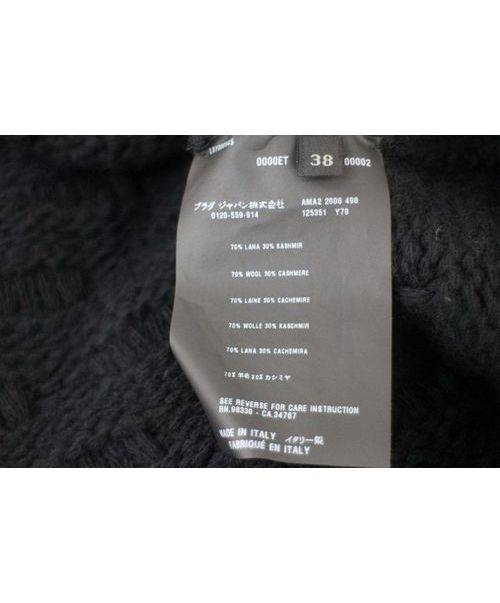 0000ET 38 00002
プラダ ジャパン株式会社 AMA2 2008 498
0120-559-914 125351 Y79
70% LANA 30% KASHMIR
70% WOOL 30% CASHMERE
70% LAINE 30% CACHEMIRE
70% WOLLE 30% KASCHMIR
70% LANA 30% CACHEMIRA
70% 羊毛 30% カシミヤ
SEE REVERSE FOR CARE INSTRUCTION
RN.98339 - CA.34767
MADE IN ITALY イタリー製
FABRIQUÉ EN ITALY